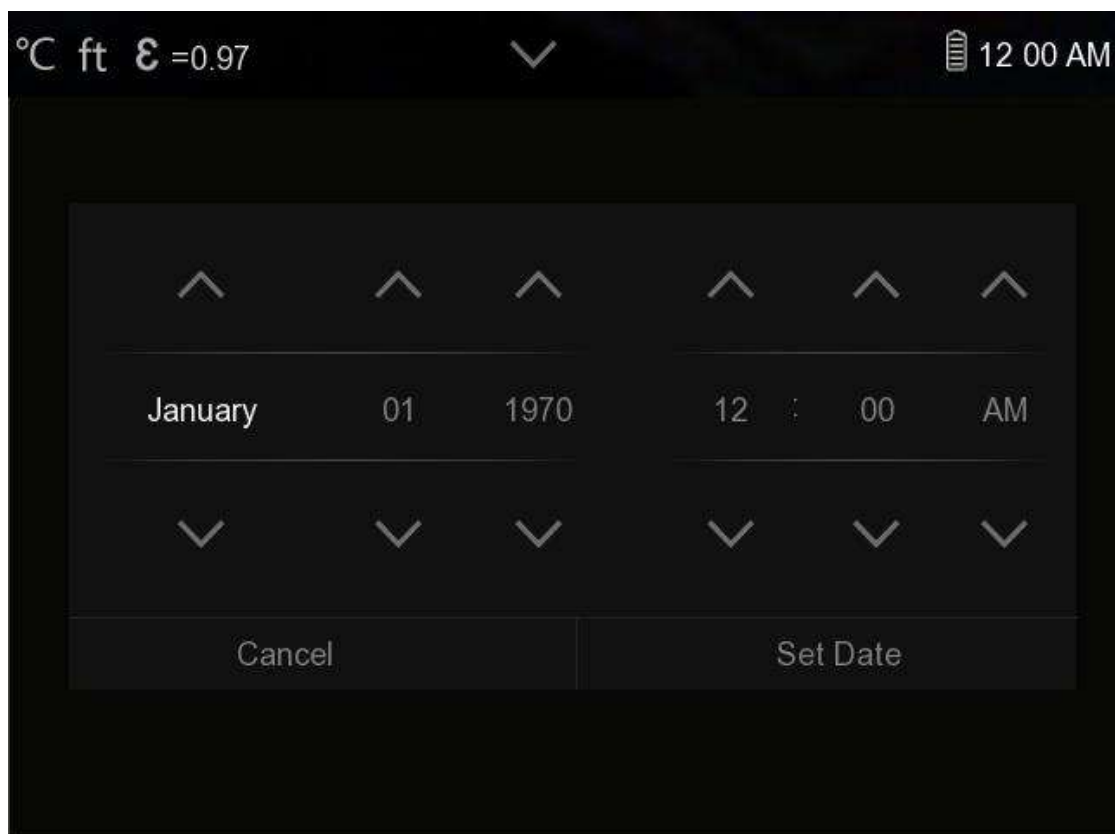 ℃ ft ε =0.97 12 00 AM
January 01 1970 12 : 00 AM
Cancel Set Date